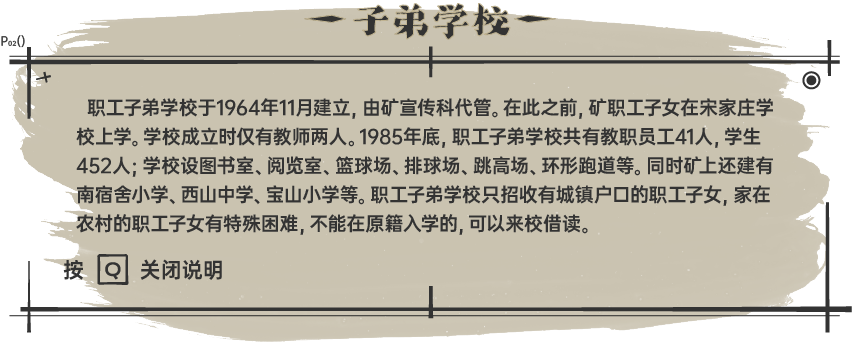 子弟学校
P₀₂()
职工子弟学校于1964年11月建立，由矿宣传科代管。在此之前，矿职工子女在宋家庄学
校上学。学校成立时仅有教师两人。1985年底，职工子弟学校共有教职员工41人，学生
452人；学校设图书室、阅览室、篮球场、排球场、跳高场、环形跑道等。同时矿上还建有
南宿舍小学、西山中学、宝山小学等。职工子弟学校只招收有城镇户口的职工子女，家在
农村的职工子女有特殊困难，不能在原籍入学的，可以来校借读。
按 Q 关闭说明